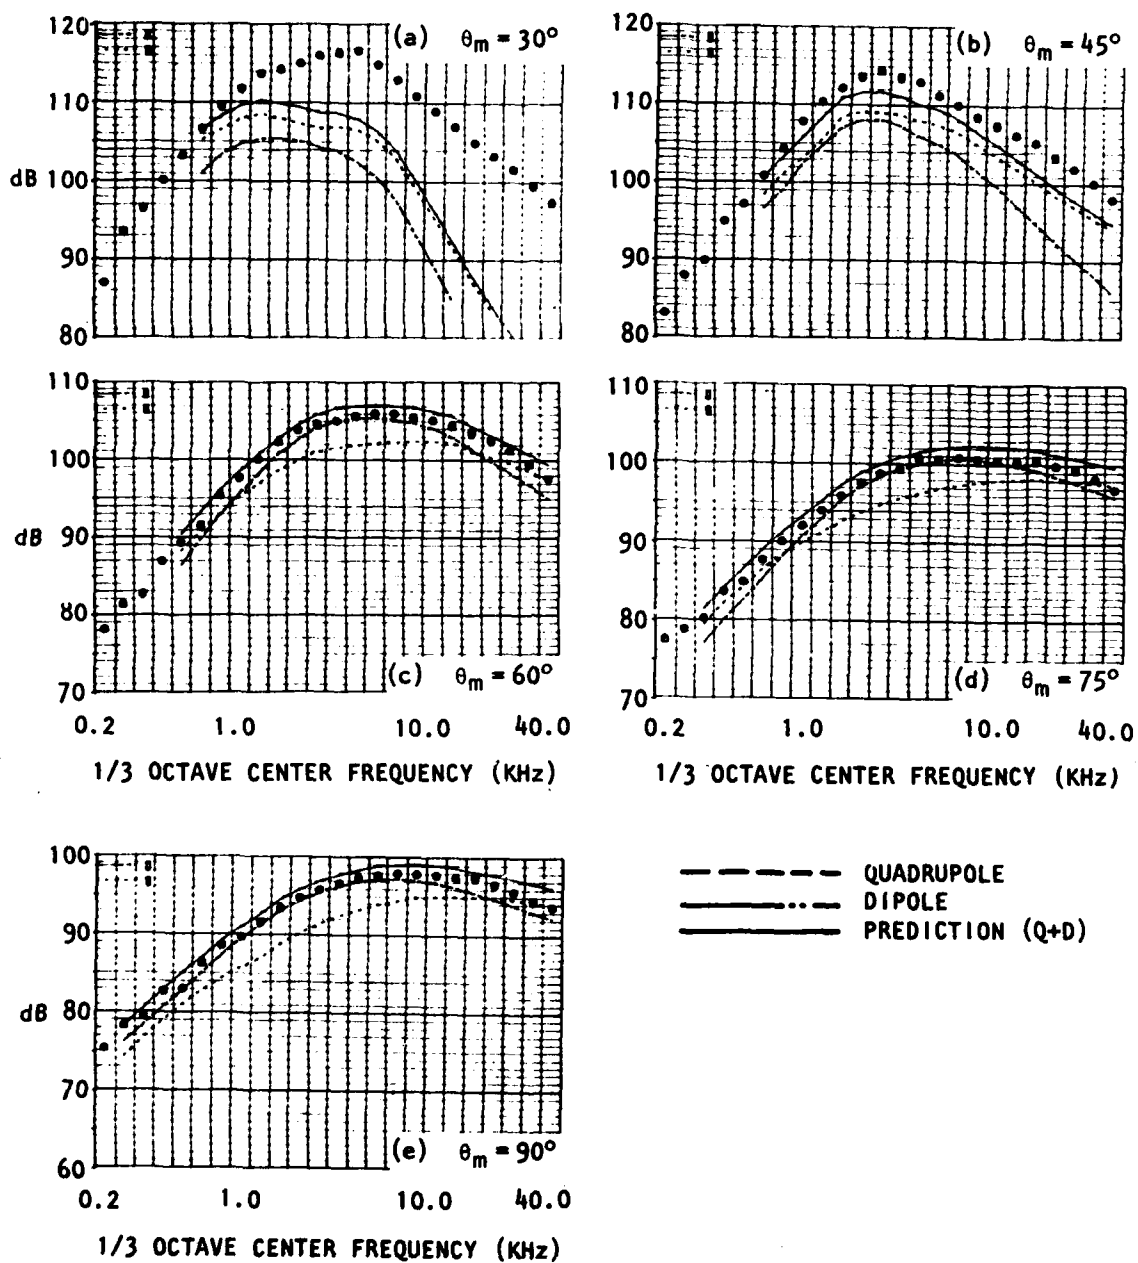 120
110
dB 100
90
80
(a) θm = 30°
120
110
100
90
80
(b) θm = 45°
110
100
dB 90
80
70
(c) θm = 60°
0.2 1.0 10.0 40.0
1/3 OCTAVE CENTER FREQUENCY (KHz)
110
100
90
80
70
(d) θm = 75°
0.2 1.0 10.0 40.0
1/3 OCTAVE CENTER FREQUENCY (KHz)
100
90
dB 80
70
60
(e) θm = 90°
0.2 1.0 10.0 40.0
1/3 OCTAVE CENTER FREQUENCY (KHz)
QUADRUPOLE
DIPOLE
PREDICTION (Q+D)